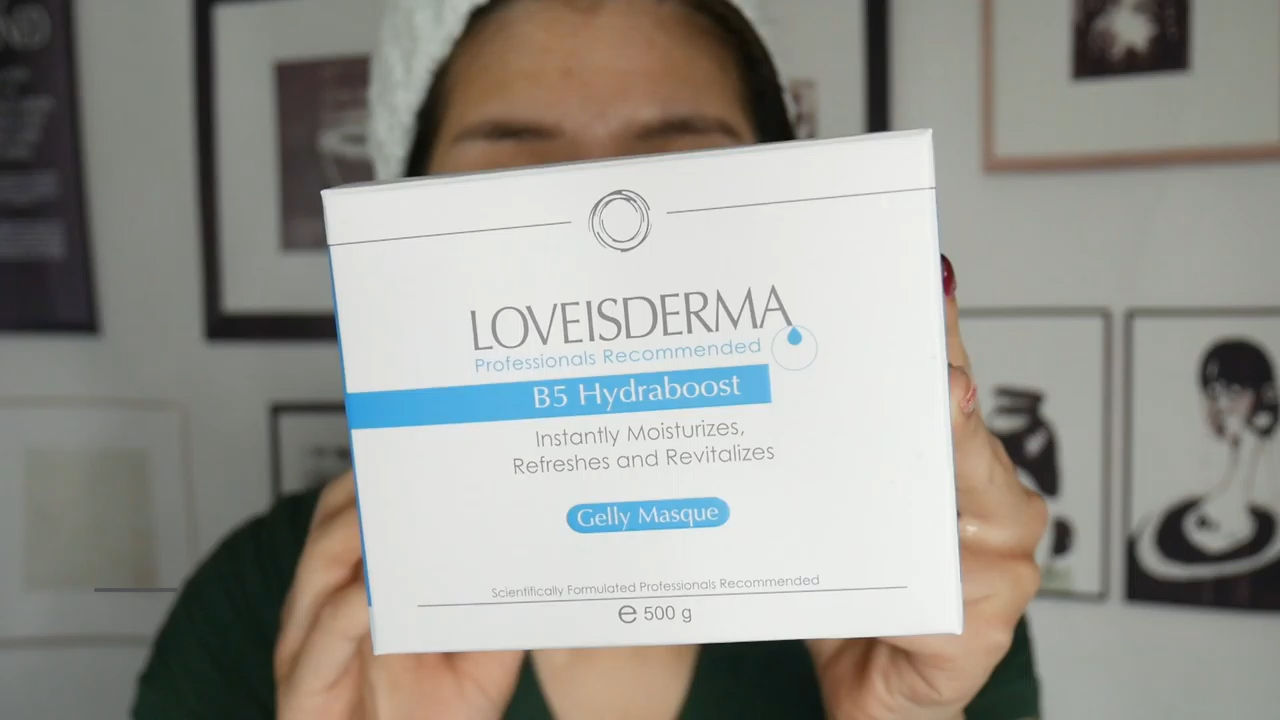 LOVEISDERMA
Professionals Recommended
B5 Hydraboost
Instantly Moisturizes,
Refreshes and Revitalizes
Gelly Masque
Scientifically Formulated Professionals Recommended
℮ 500 g